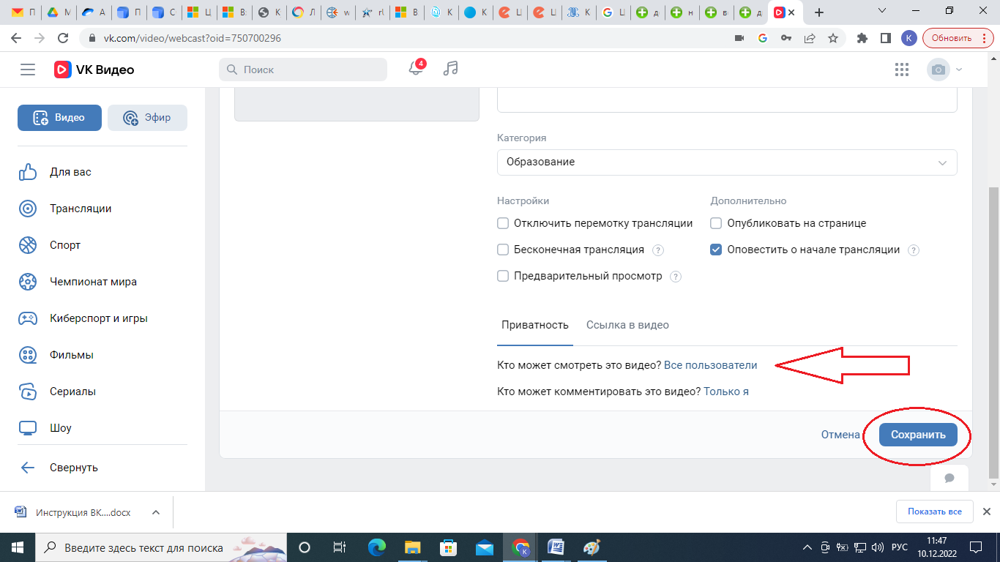 П
М
А
П
С
Ц
В:
К
Л
w
rl
В
К
К
Ц
Ц
К
Ц
д
н
в
д
vk.com/video/webcast?oid=750700296
К
Обновить
VK Видео
Поиск
4
Видео
Эфир
Для вас
Трансляции
Спорт
Чемпионат мира
Киберспорт и игры
Фильмы
Сериалы
Шоу
Свернуть
Категория
Образование
Настройки
Дополнительно
Отключить перемотку трансляции
Опубликовать на странице
Бесконечная трансляция ?
Оповестить о начале трансляции ?
Предварительный просмотр ?
Приватность
Ссылка в видео
Кто может смотреть это видео? Все пользователи
Кто может комментировать это видео? Только я
Отмена
Сохранить
Инструкция ВК....docx
Показать все
Введите здесь текст для поиска
РУС
11:47
10.12.2022